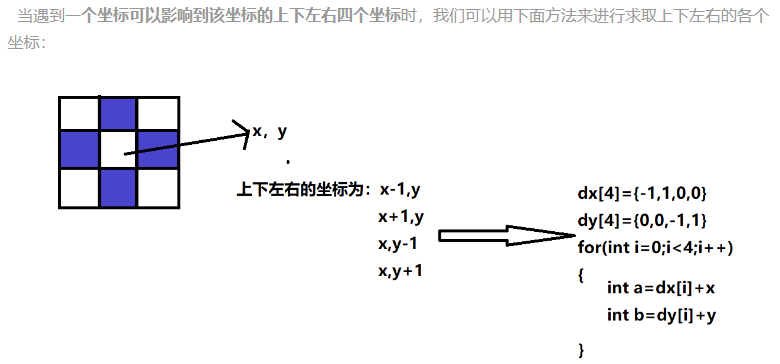 当遇到一个坐标可以影响到该坐标的上下左右四个坐标时，我们可以用下面方法来进行求取上下左右的各个
坐标：
x，y
上下左右的坐标为：x-1,y
x+1,y
x,y-1
x,y+1
dx[4]={-1,1,0,0}
dy[4]={0,0,-1,1}
for(int i=0;i<4;i++)
{
int a=dx[i]+x
int b=dy[i]+y
}